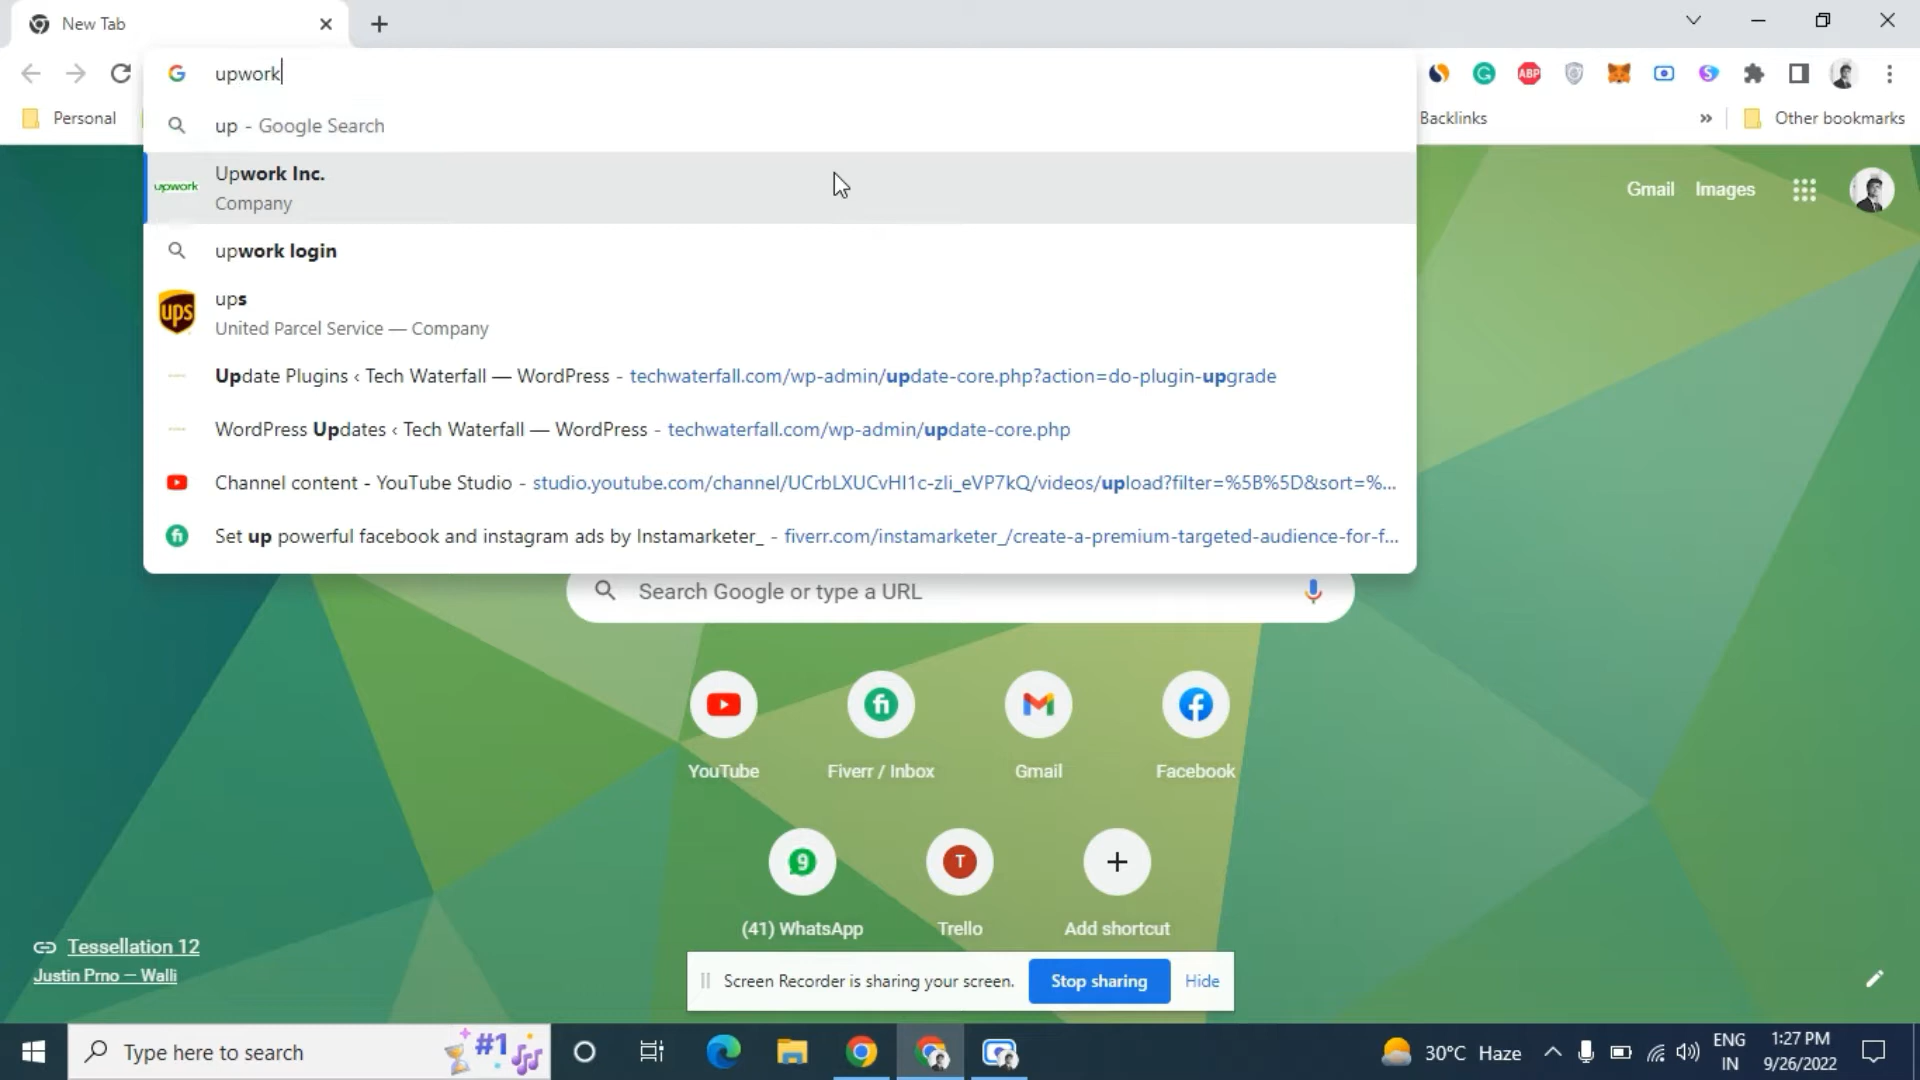 New Tab
upwork
Personal
Backlinks
Other bookmarks
up - Google Search
upwork
Upwork Inc.
Company
upwork login
ups
ups
United Parcel Service — Company
Update Plugins ‹ Tech Waterfall — WordPress - techwaterfall.com/wp-admin/update-core.php?action=do-plugin-upgrade
WordPress Updates ‹ Tech Waterfall — WordPress - techwaterfall.com/wp-admin/update-core.php
Channel content - YouTube Studio - studio.youtube.com/channel/UCrbLXUCvHI1c-zli_eVP7kQ/videos/upload?filter=%5B%5D&sort=%...
Set up powerful facebook and instagram ads by Instamarketer_ - fiverr.com/instamarketer_/create-a-premium-targeted-audience-for-f...
ABP
Gmail Images
Search Google or type a URL
YouTube
Fiverr / Inbox
Gmail
Facebook
9
T
(41) WhatsApp
Trello
Add shortcut
Tessellation 12
Justin Prno — Walli
Screen Recorder is sharing your screen. Stop sharing Hide
Type here to search
#1
30°C Haze
ENG
IN
1:27 PM
9/26/2022